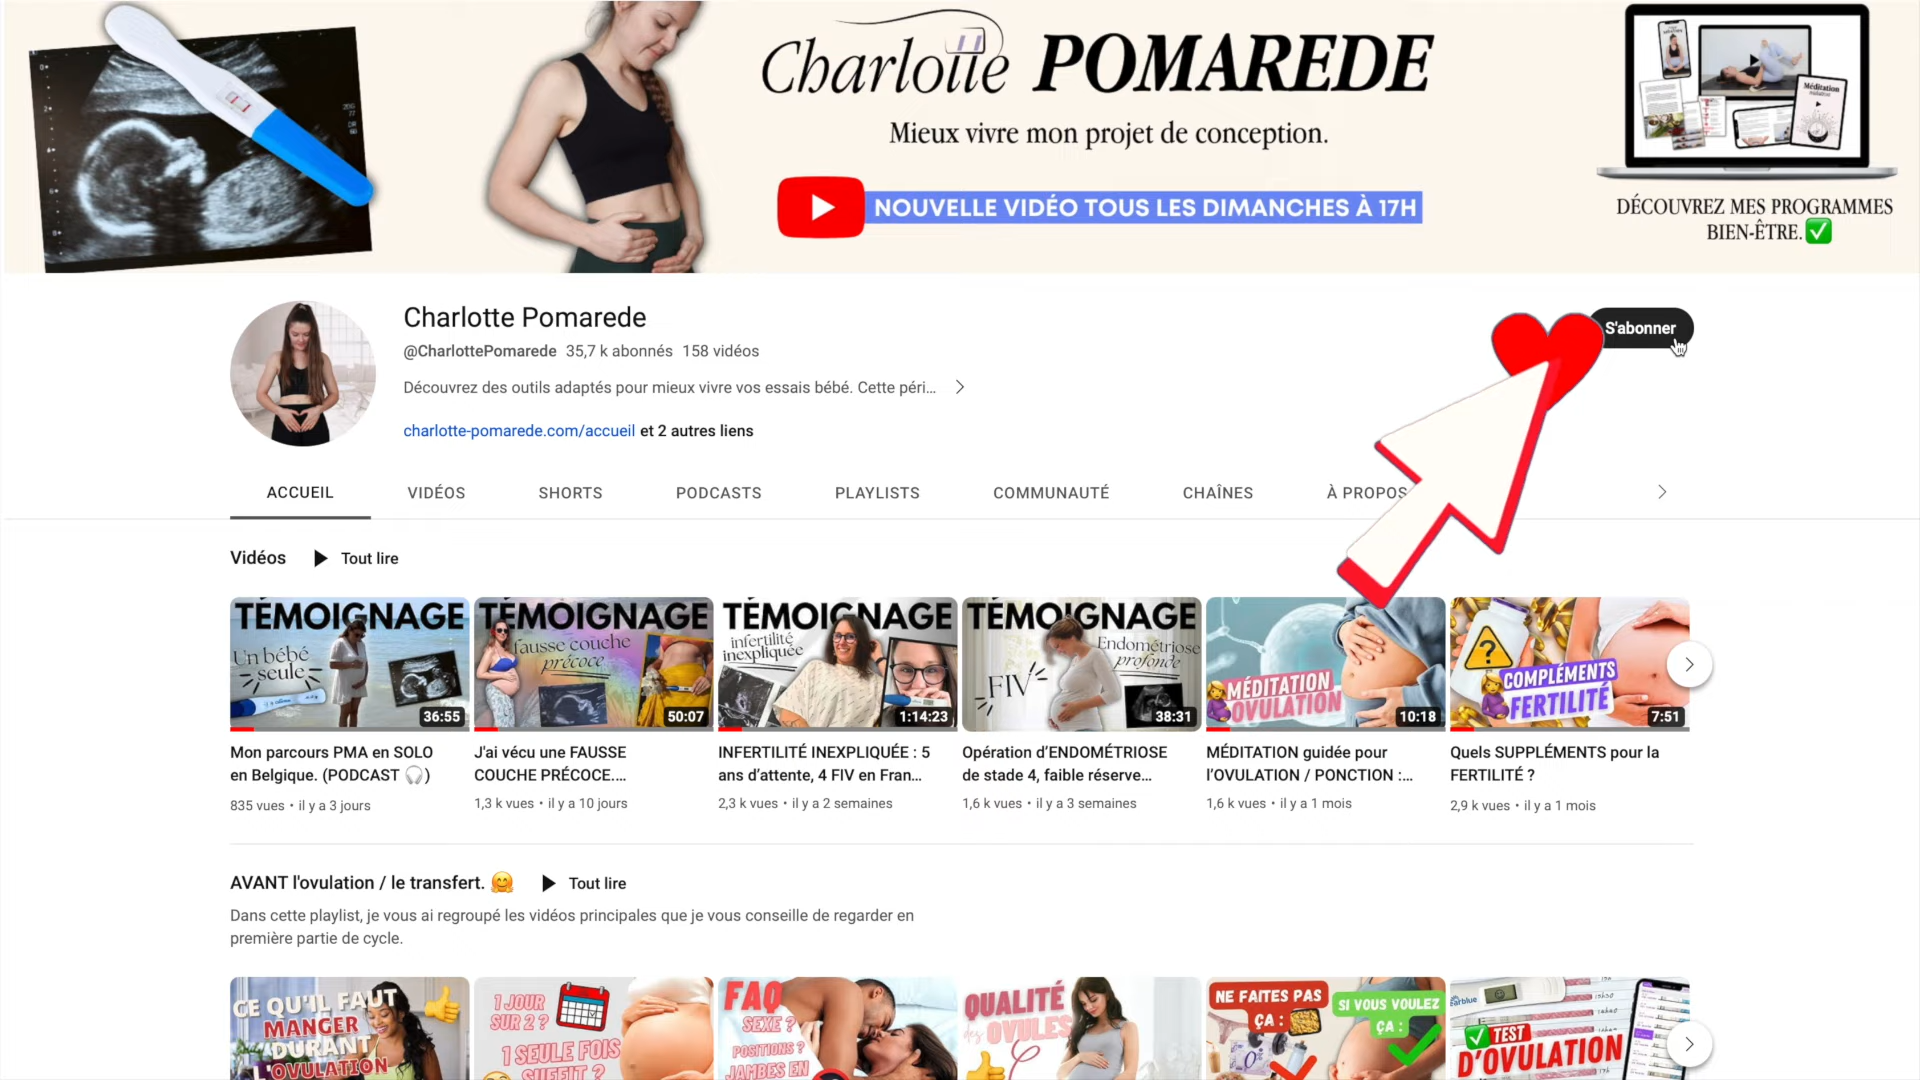 Charlotte POMAREDE
Mieux vivre mon projet de conception.
NOUVELLE VIDÉO TOUS LES DIMANCHES À 17H
Méditation
DÉCOUVREZ MES PROGRAMMES
BIEN-ÊTRE.
Charlotte Pomarede
@CharlottePomarede 35,7 k abonnés 158 vidéos
Découvrez des outils adaptés pour mieux vivre vos essais bébé. Cette péri...
charlotte-pomarede.com/accueil et 2 autres liens
S'abonner
ACCUEIL VIDÉOS SHORTS PODCASTS PLAYLISTS COMMUNAUTÉ CHAÎNES À PROPOS
Vidéos Tout lire
TÉMOIGNAGE
Un bébé
seule
36:55
TÉMOIGNAGE
fausse couche
précoce
50:07
TÉMOIGNAGE
infertilité
inexpliquée
1:14:23
TÉMOIGNAGE
Endométriose
profonde
FIV
38:31
MÉDITATION
OVULATION
10:18
?
COMPLÉMENTS
FERTILITÉ
7:51
Mon parcours PMA en SOLO
en Belgique. (PODCAST 🎧)
835 vues • il y a 3 jours
J'ai vécu une FAUSSE
COUCHE PRÉCOCE....
1,3 k vues • il y a 10 jours
INFERTILITÉ INEXPLIQUÉE : 5
ans d'attente, 4 FIV en Fran...
2,3 k vues • il y a 2 semaines
Opération d'ENDOMÉTRIOSE
de stade 4, faible réserve...
1,6 k vues • il y a 3 semaines
MÉDITATION guidée pour
l'OVULATION / PONCTION :...
1,6 k vues • il y a 1 mois
Quels SUPPLÉMENTS pour la
FERTILITÉ ?
2,9 k vues • il y a 1 mois
AVANT l'ovulation / le transfert. 🤗 Tout lire
Dans cette playlist, je vous ai regroupé les vidéos principales que je vous conseille de regarder en
première partie de cycle.
CE QU'IL FAUT
MANGER
DURANT
L'OVULATION
1 JOUR
SUR 2 ?
1 SEULE FOIS
SUFFIT ?
FAQ
SEXE ?
POSITIONS ?
JAMBES EN
QUALITÉ
des OVULES
NE FAITES PAS
ÇA :
SI VOUS VOULEZ
ÇA :
earblue
TEST
D'OVULATION